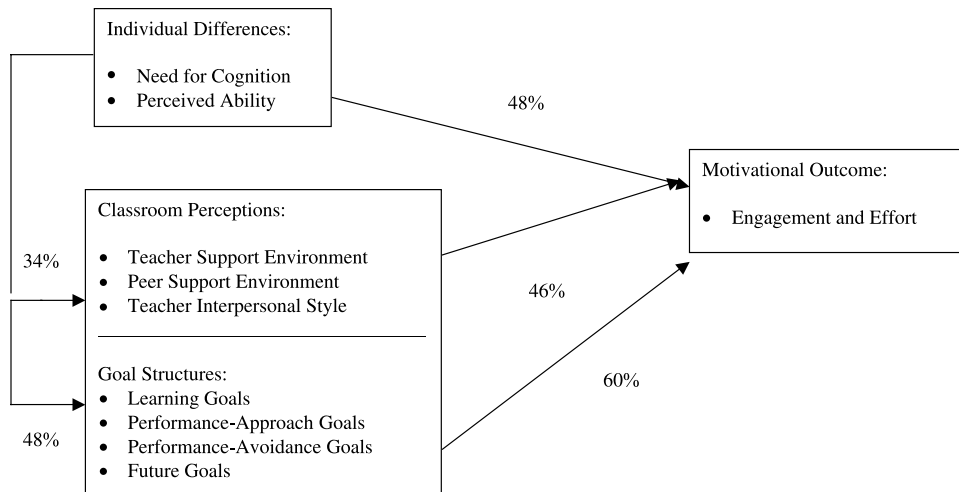 Individual Differences:
• Need for Cognition
• Perceived Ability
48%
Motivational Outcome:
• Engagement and Effort
Classroom Perceptions:
• Teacher Support Environment
• Peer Support Environment
• Teacher Interpersonal Style
34%
46%
Goal Structures:
• Learning Goals
• Performance-Approach Goals
• Performance-Avoidance Goals
• Future Goals
60%
48%